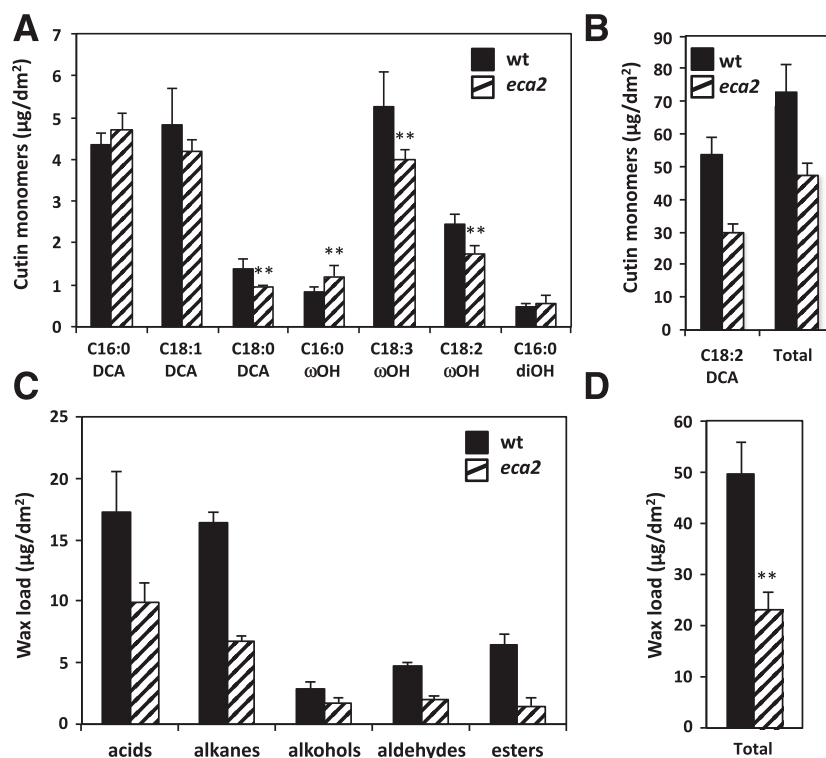 A
Cutin monomers (µg/dm²)
7
6
5
4
3
2
1
0
wt
eca2
**
**
**
**
C16:0 C18:1 C18:0 C16:0 C18:3 C18:2 C16:0
DCA DCA DCA ωOH ωOH ωOH diOH
B
Cutin monomers (µg/dm²)
90
80
70
60
50
40
30
20
10
0
wt
eca2
C18:2 Total
DCA
C
Wax load (µg/dm²)
25
20
15
10
5
0
wt
eca2
acids alkanes alkohols aldehydes esters
D
Wax load (µg/dm²)
60
50
40
30
20
10
0
**
Total